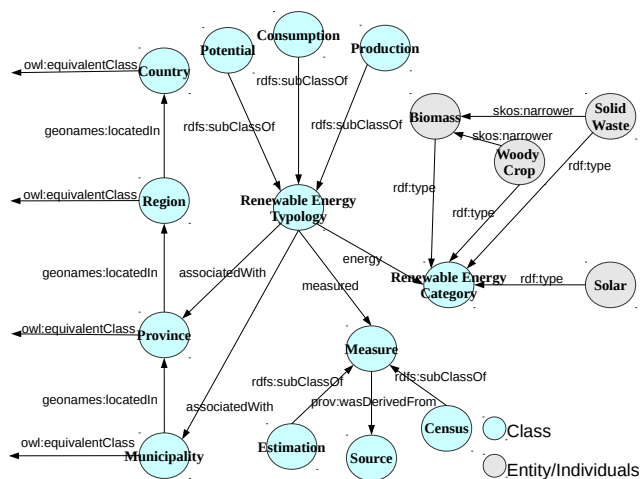 Consumption
Potential
Production
owl:equivalentClass
Country
rdfs:subClassOf
Biomass
skos:narrower
Solid
Waste
geonames:locatedIn
rdfs:subClassOf
rdfs:subClassOf
skos:narrower
Woody
Crop
rdf:type
owl:equivalentClass
Region
Renewable Energy
Typology
rdf:type
geonames:locatedIn
associatedWith
energy
measured
Renewable Energy
Category
rdf:type
Solar
owl:equivalentClass
Province
Measure
rdfs:subClassOf
rdfs:subClassOf
geonames:locatedIn
associatedWith
prov:wasDerivedFrom
owl:equivalentClass
Municipality
Estimation
Source
Census
Class
Entity/Individuals